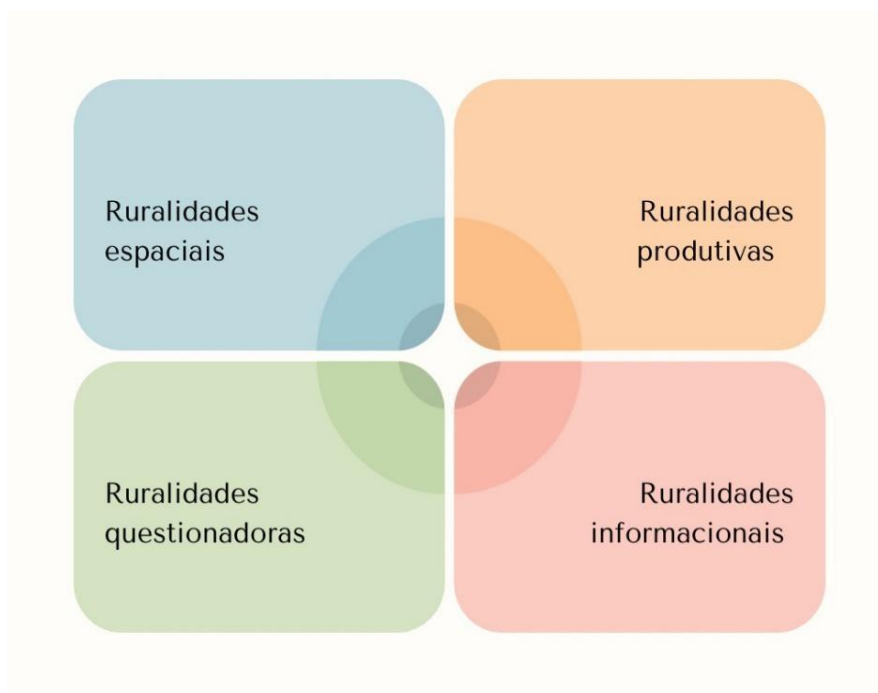 Ruralidades
espaciais
Ruralidades
produtivas
Ruralidades
questionadoras
Ruralidades
informacionais